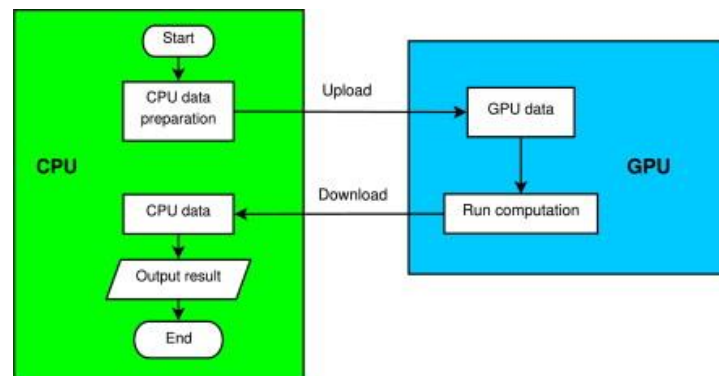 Start
CPU data
preparation
Upload
GPU data
CPU
GPU
CPU data
Download
Run computation
Output result
End